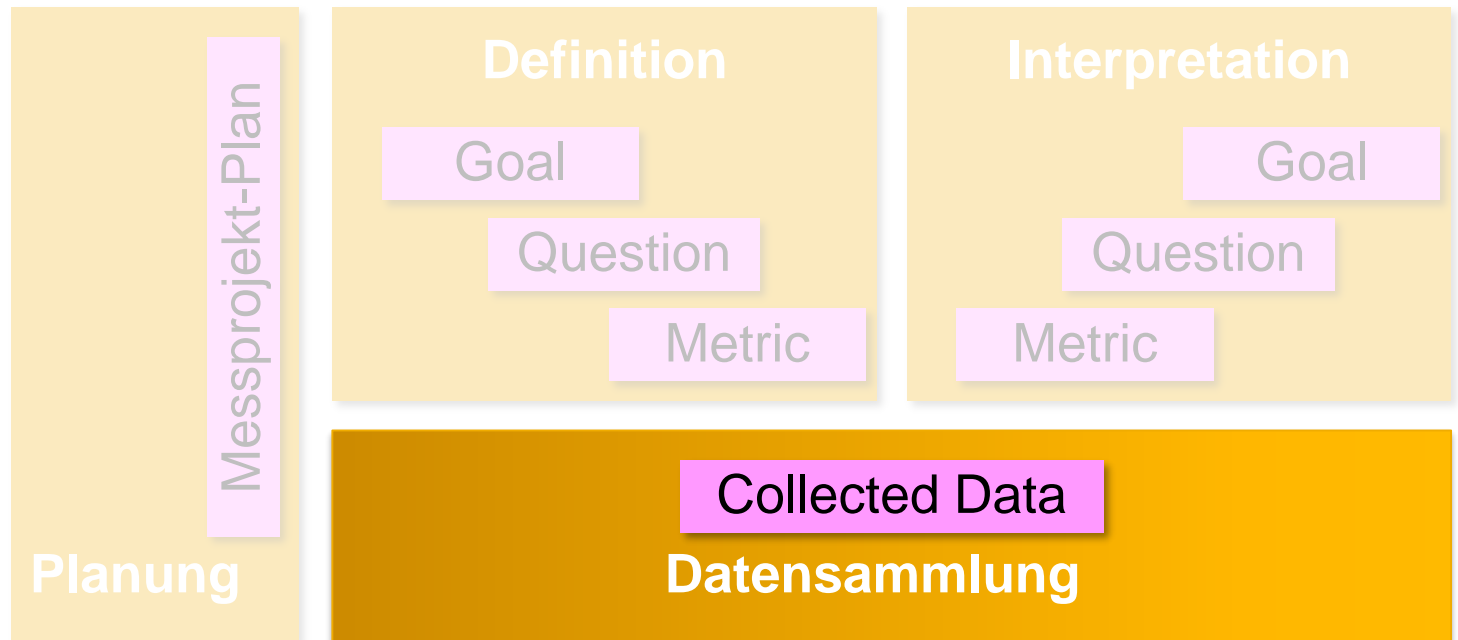 Messprojekt-Plan
Planung
Definition
Goal
Question
Metric
Interpretation
Goal
Question
Metric
Collected Data
Datensammlung